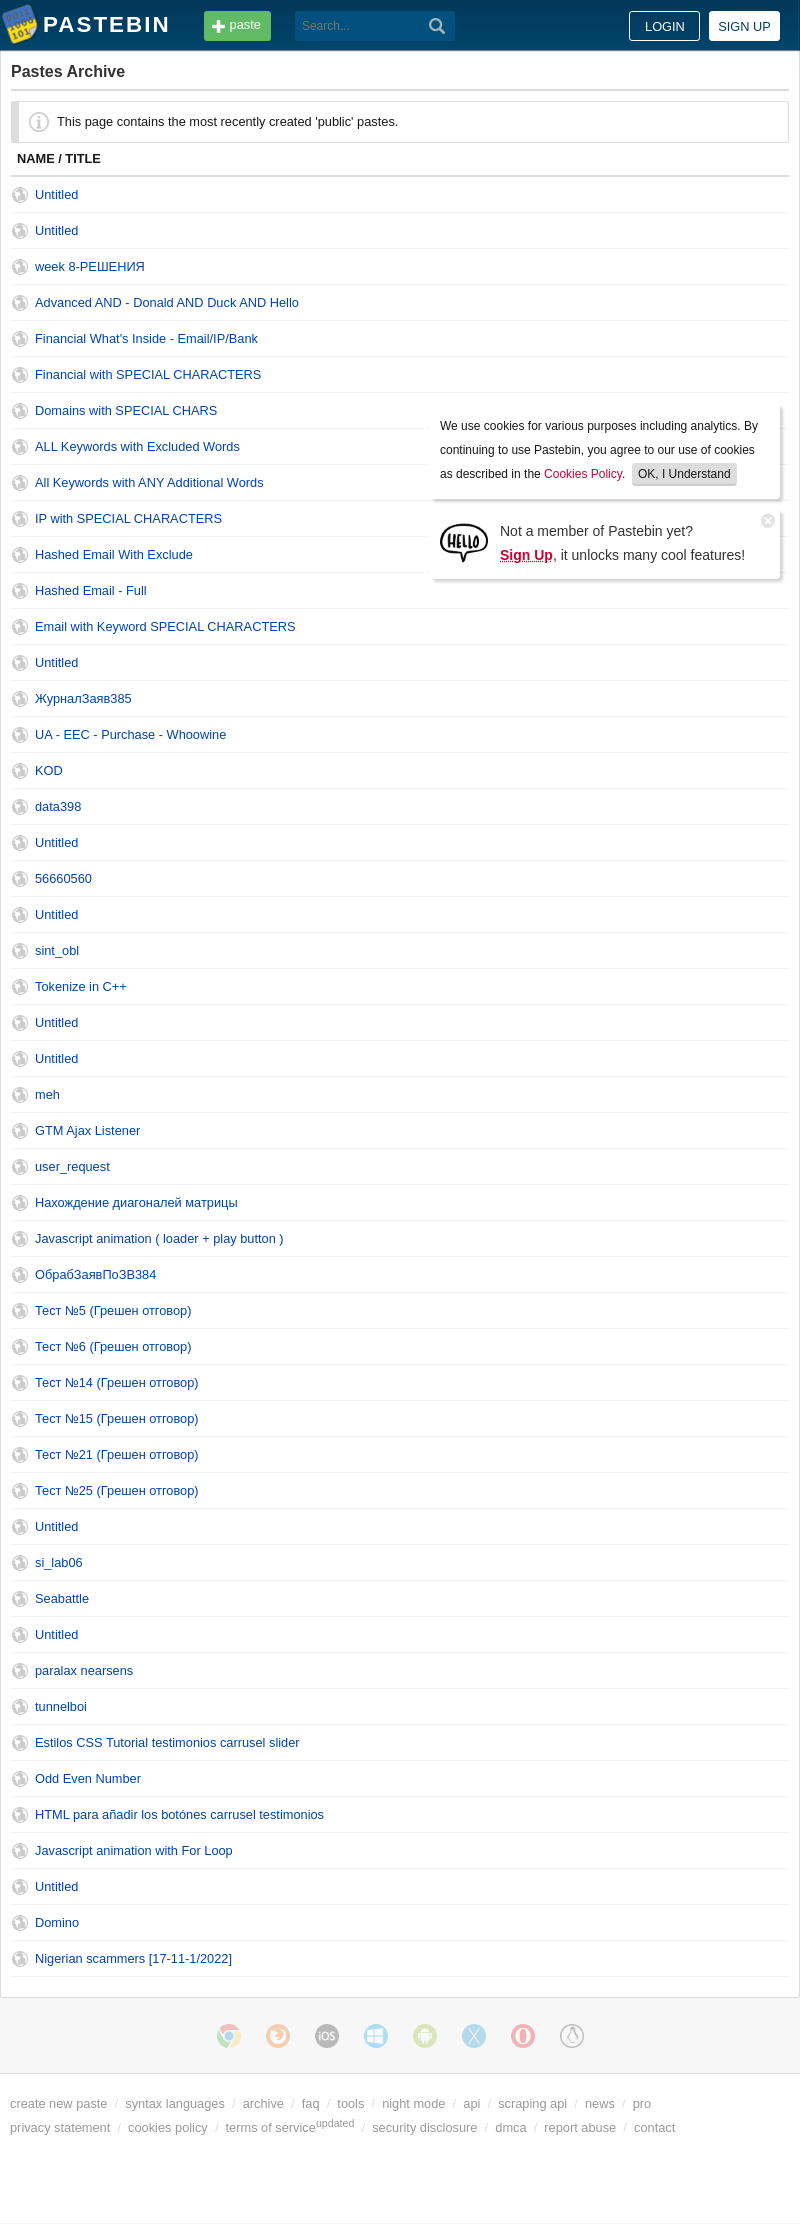 PASTEBIN
paste
Search...
LOGIN
SIGN UP
Pastes Archive
This page contains the most recently created 'public' pastes.
NAME / TITLE
Untitled
Untitled
week 8-РЕШЕНИЯ
Advanced AND - Donald AND Duck AND Hello
Financial What's Inside - Email/IP/Bank
Financial with SPECIAL CHARACTERS
Domains with SPECIAL CHARS
ALL Keywords with Excluded Words
All Keywords with ANY Additional Words
IP with SPECIAL CHARACTERS
Hashed Email With Exclude
Hashed Email - Full
Email with Keyword SPECIAL CHARACTERS
Untitled
ЖурналЗаяв385
UA - EEC - Purchase - Whoowine
KOD
data398
Untitled
56660560
Untitled
sint_obl
Tokenize in C++
Untitled
Untitled
meh
GTM Ajax Listener
user_request
Нахождение диагоналей матрицы
Javascript animation ( loader + play button )
ОбрабЗаявПоЗВ384
Тест №5 (Грешен отговор)
Тест №6 (Грешен отговор)
Тест №14 (Грешен отговор)
Тест №15 (Грешен отговор)
Тест №21 (Грешен отговор)
Тест №25 (Грешен отговор)
Untitled
si_lab06
Seabattle
Untitled
paralax nearsens
tunnelboi
Estilos CSS Tutorial testimonios carrusel slider
Odd Even Number
HTML para añadir los botónes carrusel testimonios
Javascript animation with For Loop
Untitled
Domino
Nigerian scammers [17-11-1/2022]
We use cookies for various purposes including analytics. By
continuing to use Pastebin, you agree to our use of cookies
as described in the Cookies Policy. OK, I Understand
HELLO
Not a member of Pastebin yet?
Sign Up, it unlocks many cool features!
iOS
create new paste / syntax languages / archive / faq / tools / night mode / api / scraping api / news / pro
privacy statement / cookies policy / terms of service updated / security disclosure / dmca / report abuse / contact